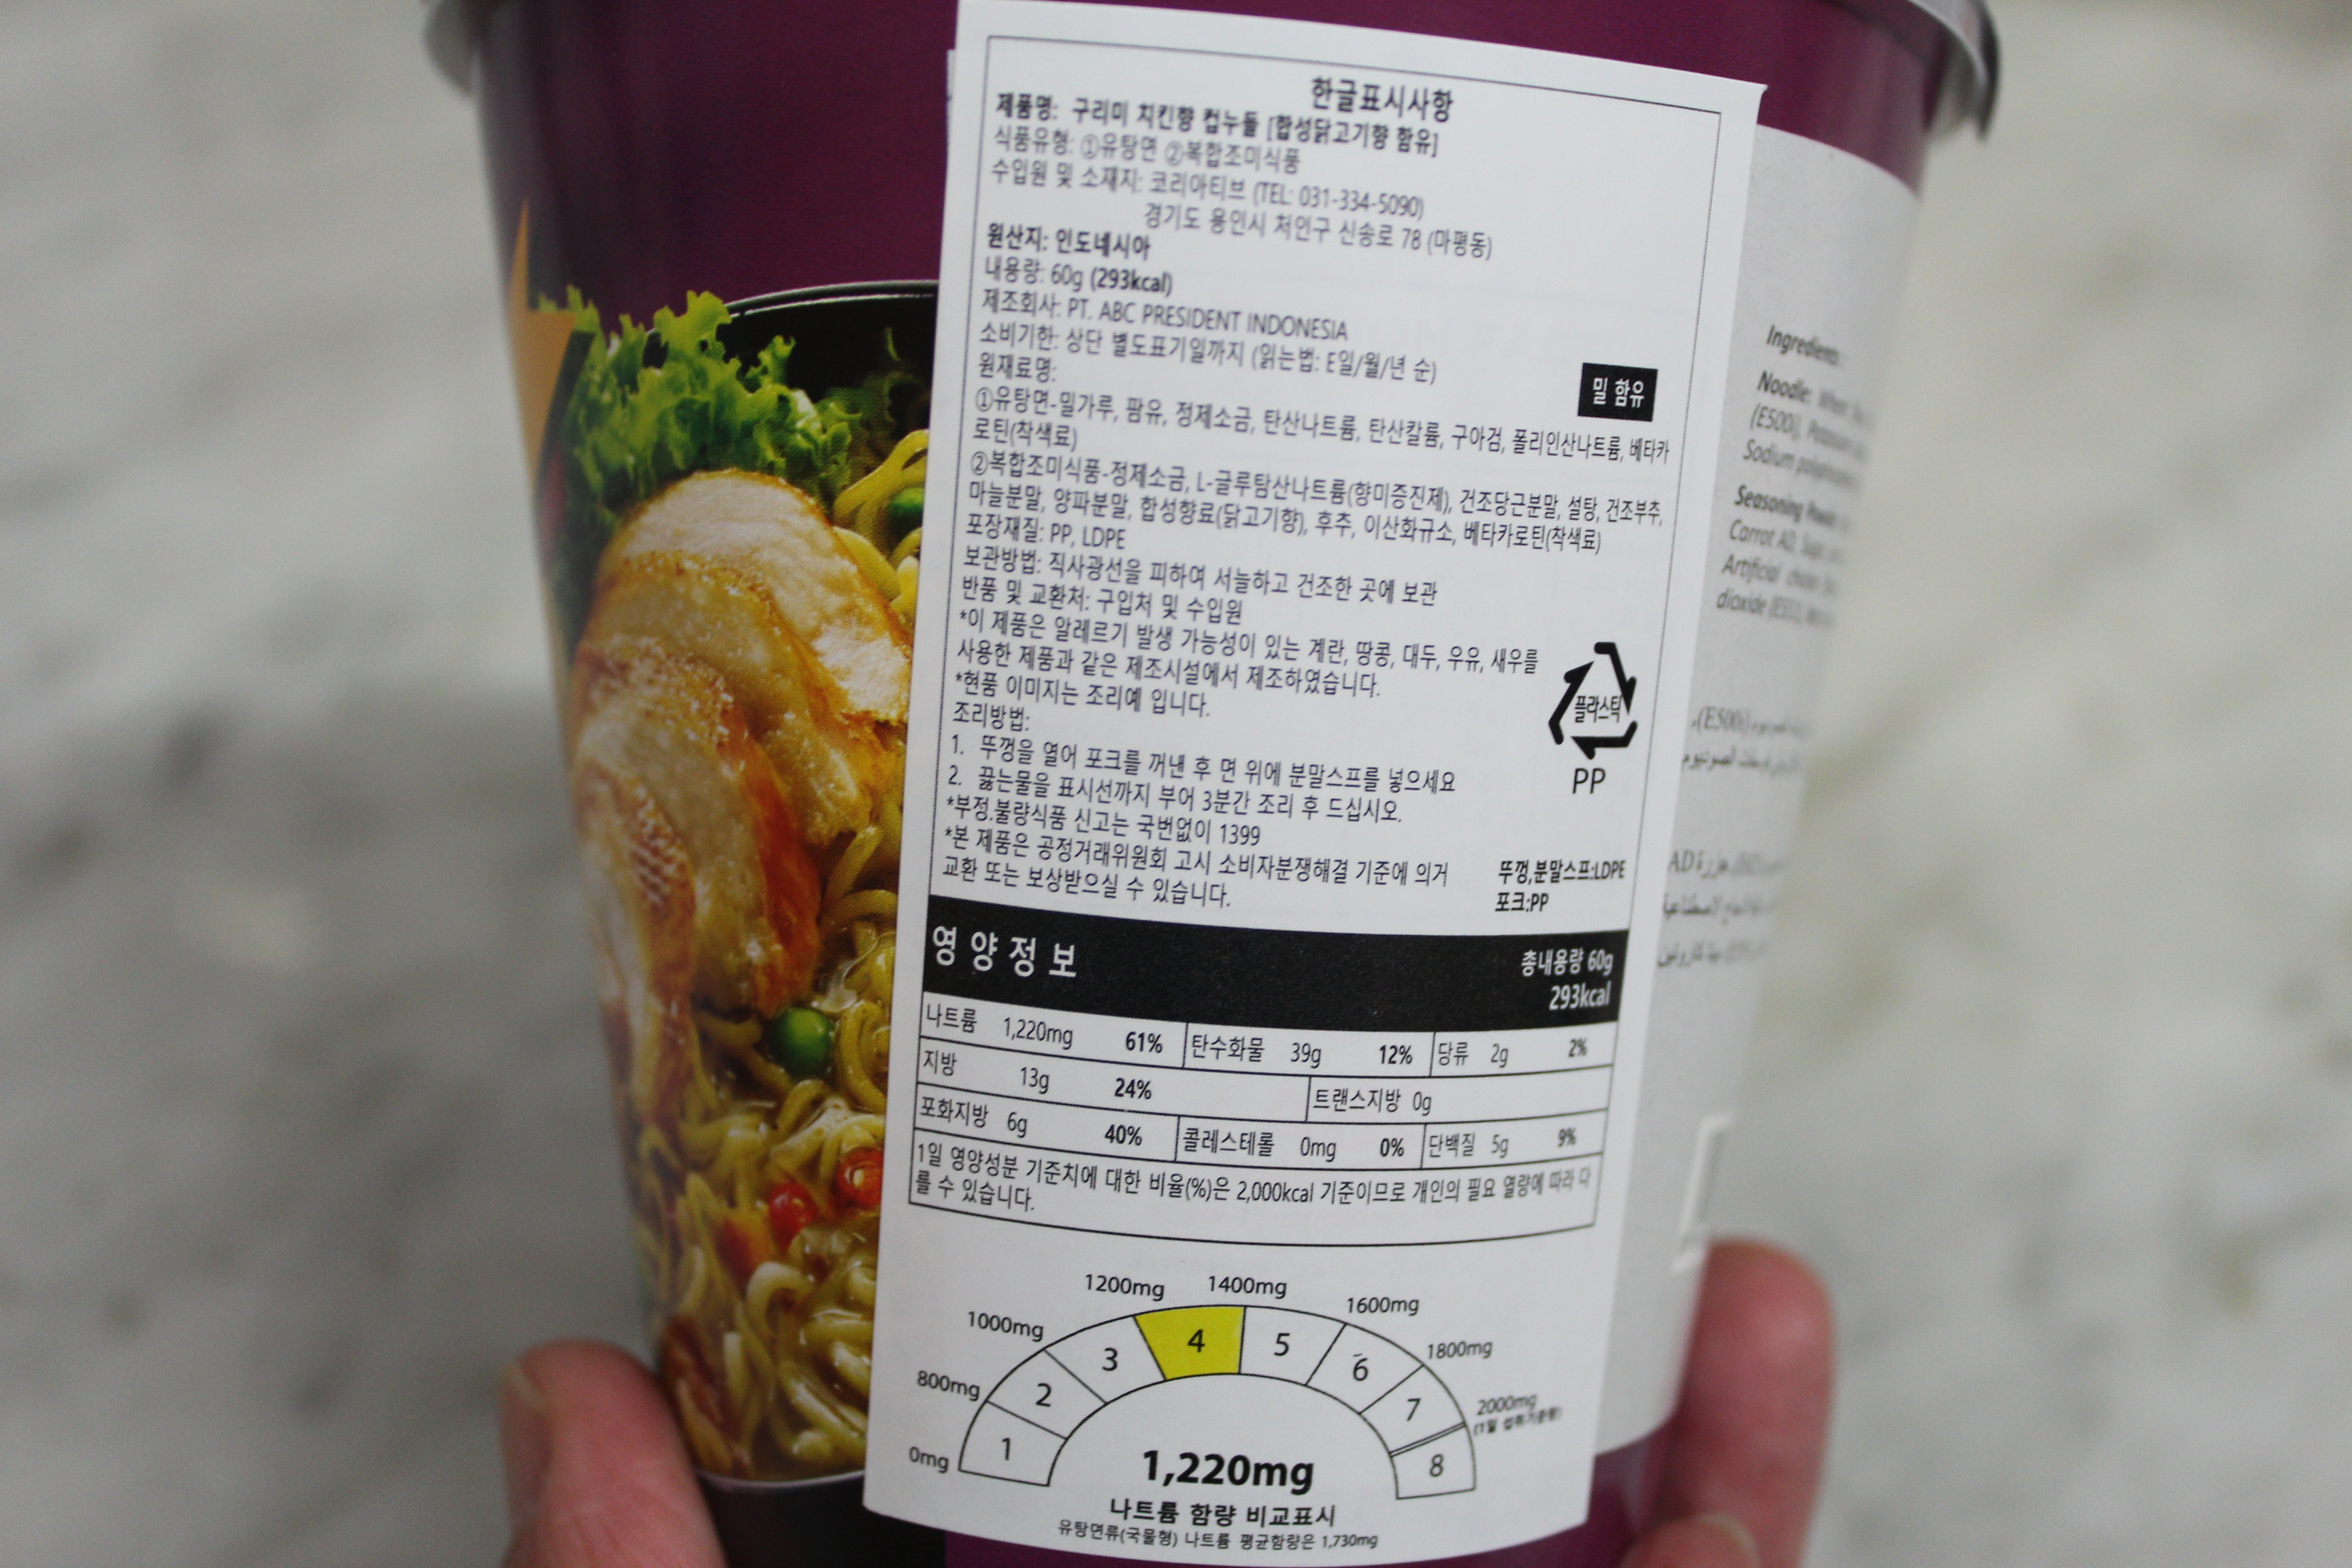 한글표시사항
제품명: 구리미 치킨향 컵누들 [합성닭고기향 함유]
식품유형: ①유탕면 ②복합조미식품
수입원 및 소재지: 코리아티브 (TEL: 031-334-5090)
경기도 용인시 처인구 신송로 78 (마평동)
원산지: 인도네시아
내용량: 60g (293kcal)
제조회사: PT. ABC PRESIDENT INDONESIA
소비기한: 상단 별도표기일까지 (읽는법: E일/월/년 순)
원재료명:
밀 함유
①유탕면-밀가루, 팜유, 정제소금, 탄산나트륨, 탄산칼륨, 구아검, 폴리인산나트륨, 베타카
로틴(착색료)
②복합조미식품-정제소금, L-글루탐산나트륨(향미증진제), 건조당근분말, 설탕, 건조부추,
마늘분말, 양파분말, 합성향료(닭고기향), 후추, 이산화규소, 베타카로틴(착색료)
포장재질: PP, LDPE
보관방법: 직사광선을 피하여 서늘하고 건조한 곳에 보관
반품 및 교환처: 구입처 및 수입원
*이 제품은 알레르기 발생 가능성이 있는 계란, 땅콩, 대두, 우유, 새우를
사용한 제품과 같은 제조시설에서 제조하였습니다.
*현품 이미지는 조리예 입니다.
조리방법:
1. 뚜껑을 열어 포크를 꺼낸 후 면 위에 분말스프를 넣으세요
2. 끓는물을 표시선까지 부어 3분간 조리 후 드십시오.
*부정.불량식품 신고는 국번없이 1399
*본 제품은 공정거래위원회 고시 소비자분쟁해결 기준에 의거
교환 또는 보상받으실 수 있습니다.
플라스틱
PP
뚜껑,분말스프:LDPE
포크:PP
영양정보
총내용량 60g
293kcal
나트륨 1,220mg 61% 탄수화물 39g 12% 당류 2g 2%
지방 13g 24% 트랜스지방 0g
포화지방 6g 40% 콜레스테롤 0mg 0% 단백질 5g 9%
1일 영양성분 기준치에 대한 비율(%)은 2,000kcal 기준이므로 개인의 필요 열량에 따라 다
를 수 있습니다.
0mg 800mg 1000mg 1200mg 1400mg 1600mg 1800mg 2000mg
(1일 섭취기준량)
1 2 3 4 5 6 7 8
1,220mg
나트륨 함량 비교표시
유탕면류(국물형) 나트륨 평균함량은 1,730mg
Ingredients:
Noodle: Wheat
(E500i), Potassium
Sodium
Seasoning
Carrot AD,
Artificial
dioxide